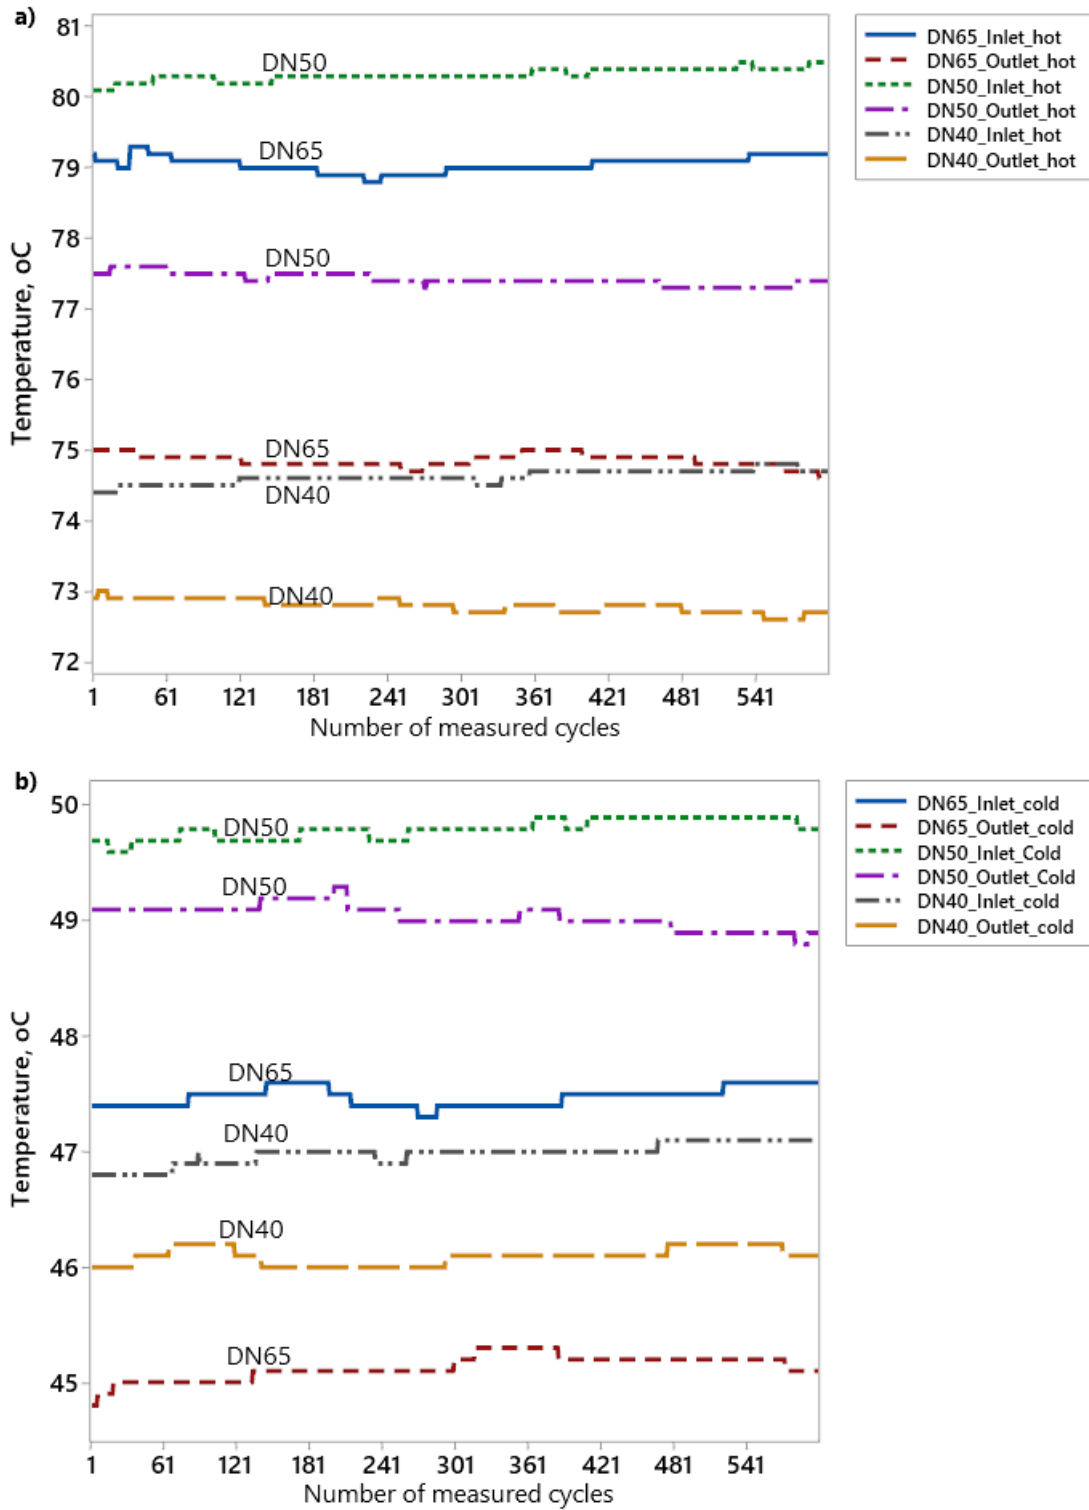 a)
81
80
79
78
77
76
75
74
73
72
Temperature, oC
DN50
DN65
DN50
DN65
DN40
DN40
1 61 121 181 241 301 361 421 481 541
Number of measured cycles
DN65_Inlet_hot
DN65_Outlet_hot
DN50_Inlet_hot
DN50_Outlet_hot
DN40_Inlet_hot
DN40_Outlet_hot
b)
50
49
48
47
46
45
Temperature, oC
DN50
DN50
DN65
DN40
DN40
DN65
1 61 121 181 241 301 361 421 481 541
Number of measured cycles
DN65_Inlet_cold
DN65_Outlet_cold
DN50_Inlet_Cold
DN50_Outlet_Cold
DN40_Inlet_cold
DN40_Outlet_cold